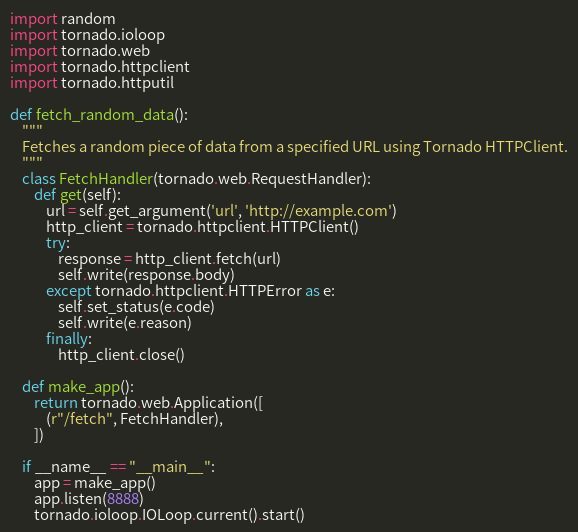 import random
import tornado.ioloop
import tornado.web
import tornado.httpclient
import tornado.httputil

def fetch_random_data():
    """
    Fetches a random piece of data from a specified URL using Tornado HTTPClient.
    """
    class FetchHandler(tornado.web.RequestHandler):
        def get(self):
            url = self.get_argument('url', 'http://example.com')
            http_client = tornado.httpclient.HTTPClient()
            try:
                response = http_client.fetch(url)
                self.write(response.body)
            except tornado.httpclient.HTTPError as e:
                self.set_status(e.code)
                self.write(e.reason)
            finally:
                http_client.close()

    def make_app():
        return tornado.web.Application([
            (r"/fetch", FetchHandler),
        ])

    if __name__ == "__main__":
        app = make_app()
        app.listen(8888)
        tornado.ioloop.IOLoop.current().start()